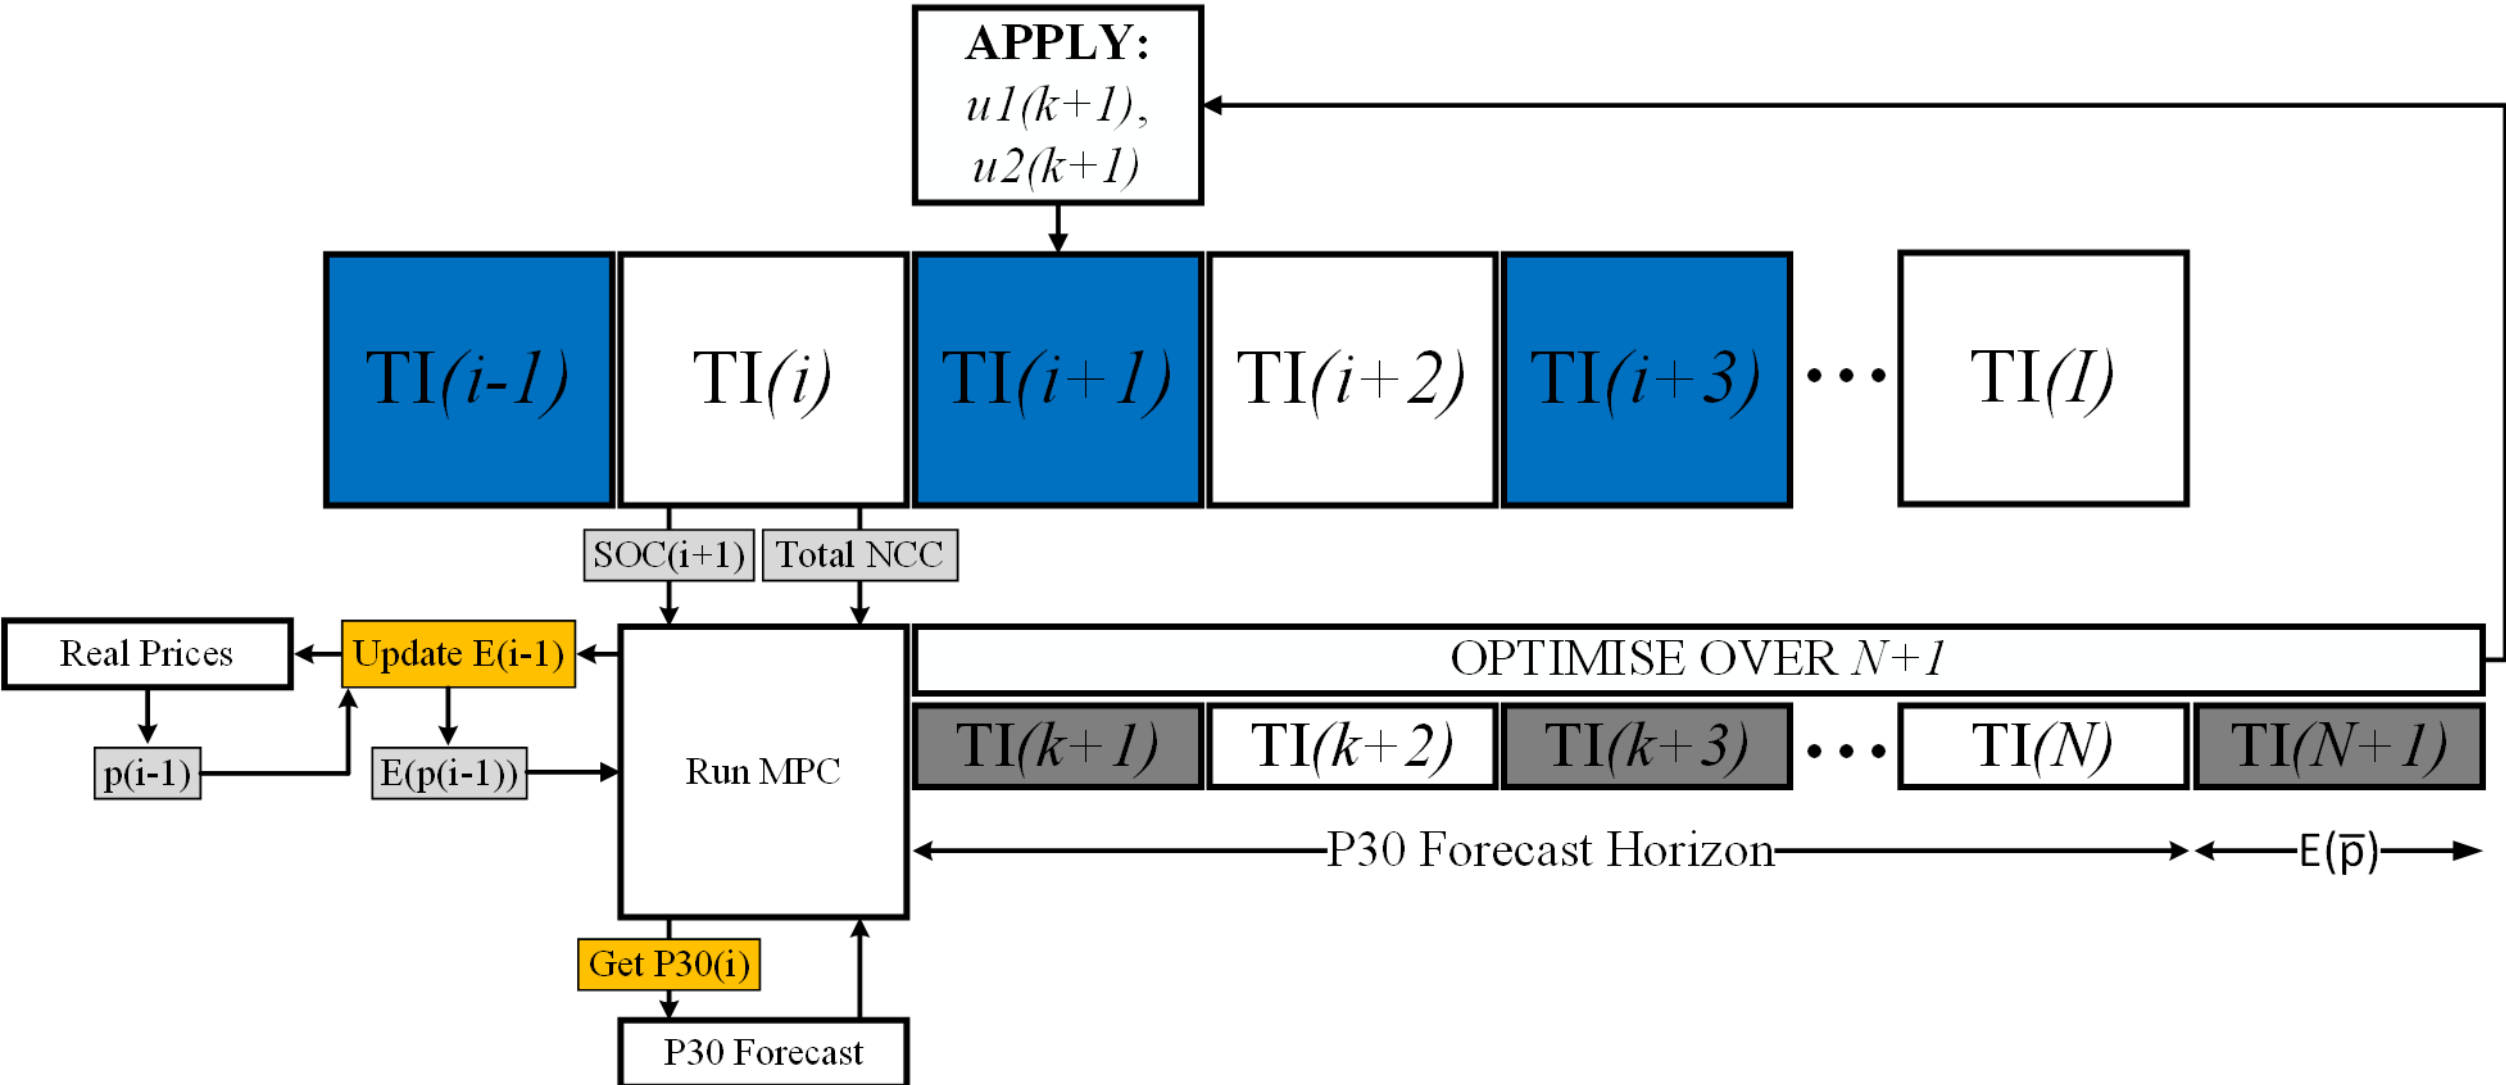 APPLY:
u1(k+1),
u2(k+1)
TI(i-1)
TI(i)
TI(i+1)
TI(i+2)
TI(i+3)
•••
TI(I)
SOC(i+1)
Total NCC
Real Prices
Update E(i-1)
OPTIMISE OVER N+1
p(i-1)
E(p(i-1))
Run MPC
TI(k+1)
TI(k+2)
TI(k+3)
•••
TI(N)
TI(N+1)
P30 Forecast Horizon
E(p̅)
Get P30(i)
P30 Forecast